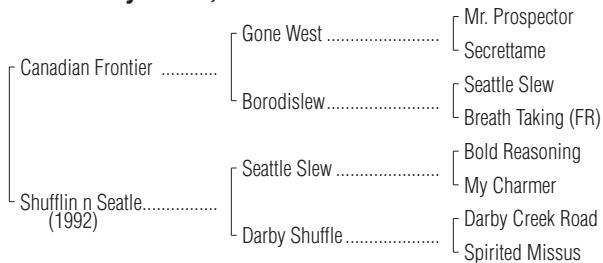 Canadian Frontier ............
Shufflin n Seatle.................
(1992)
Gone West .........................
Borodislew.........................
Seattle Slew .......................
Darby Shuffle.....................
Mr. Prospector
Secrettame
Seattle Slew
Breath Taking (FR)
Bold Reasoning
My Charmer
Darby Creek Road
Spirited Missus